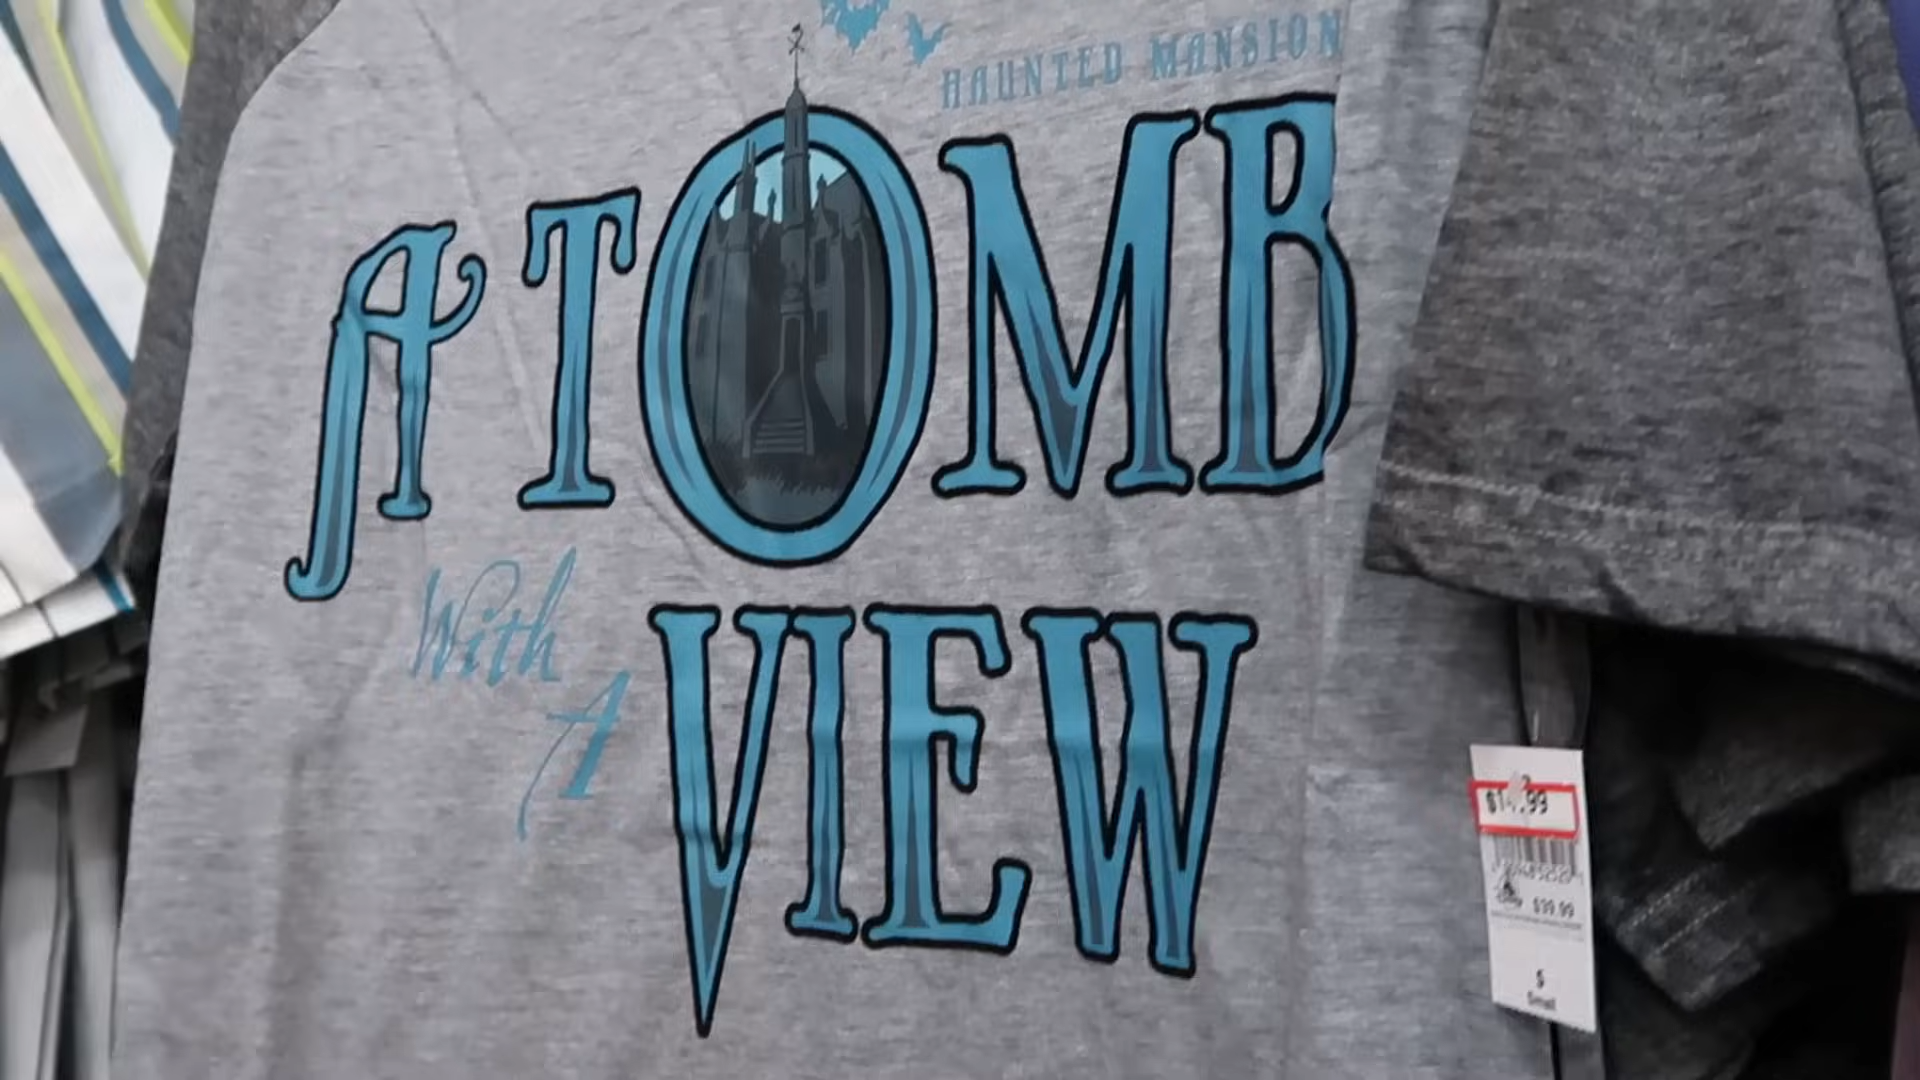 HAUNTED MANSION
A TOMB
With
A
VIEW
$39.99
S
Small